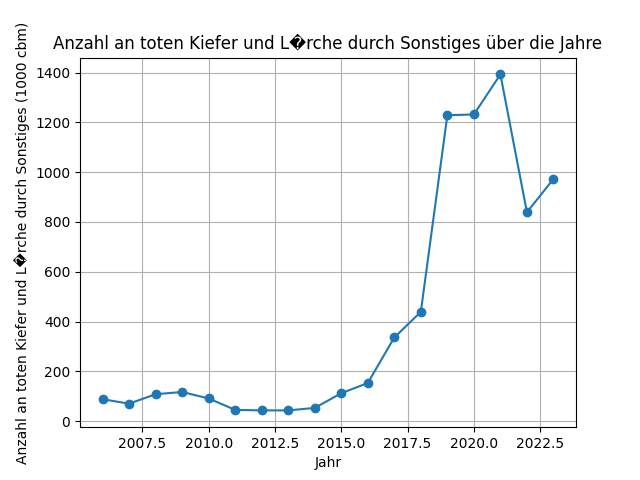 Anzahl an toten Kiefer und L�rche durch Sonstiges über die Jahre
Anzahl an toten Kiefer und L�rche durch Sonstiges (1000 cbm)
1400
1200
1000
800
600
400
200
0
2007.5 2010.0 2012.5 2015.0 2017.5 2020.0 2022.5
Jahr